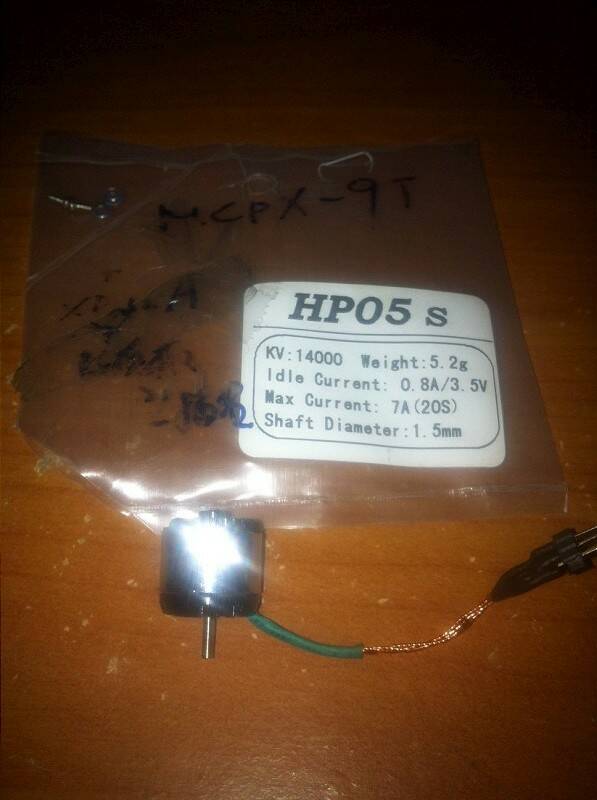 M.CPX-9T
HP05 S
KV:14000 Weight:5.2g
Idle Current: 0.8A/3.5V
Max Current: 7A(20S)
Shaft Diameter:1.5mm